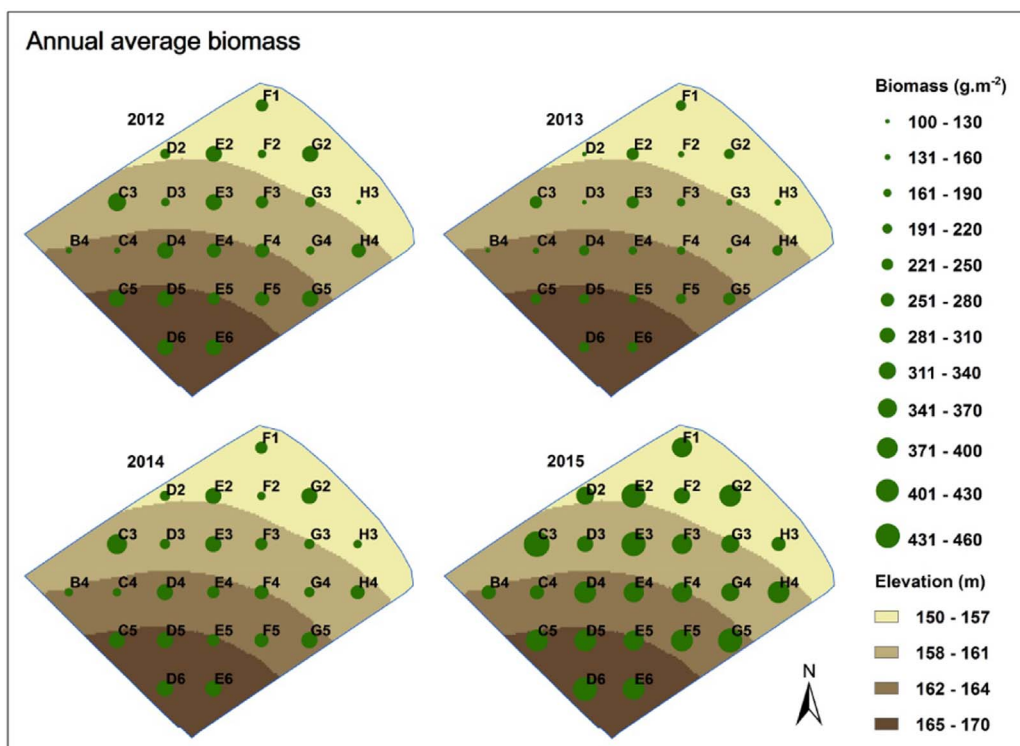 Annual average biomass
2012
F1
D2 E2 F2 G2
C3 D3 E3 F3 G3 H3
B4 C4 D4 E4 F4 G4 H4
C5 D5 E5 F5 G5
D6 E6
2013
F1
D2 E2 F2 G2
C3 D3 E3 F3 G3 H3
B4 C4 D4 E4 F4 G4 H4
C5 D5 E5 F5 G5
D6 E6
2014
F1
D2 E2 F2 G2
C3 D3 E3 F3 G3 H3
B4 C4 D4 E4 F4 G4 H4
C5 D5 E5 F5 G5
D6 E6
2015
F1
D2 E2 F2 G2
C3 D3 E3 F3 G3 H3
B4 C4 D4 E4 F4 G4 H4
C5 D5 E5 F5 G5
D6 E6
N
Biomass (g.m⁻²)
100 - 130
131 - 160
161 - 190
191 - 220
221 - 250
251 - 280
281 - 310
311 - 340
341 - 370
371 - 400
401 - 430
431 - 460
Elevation (m)
150 - 157
158 - 161
162 - 164
165 - 170